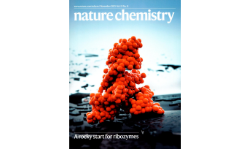 nature chemistry
A rocky start for ribozymes